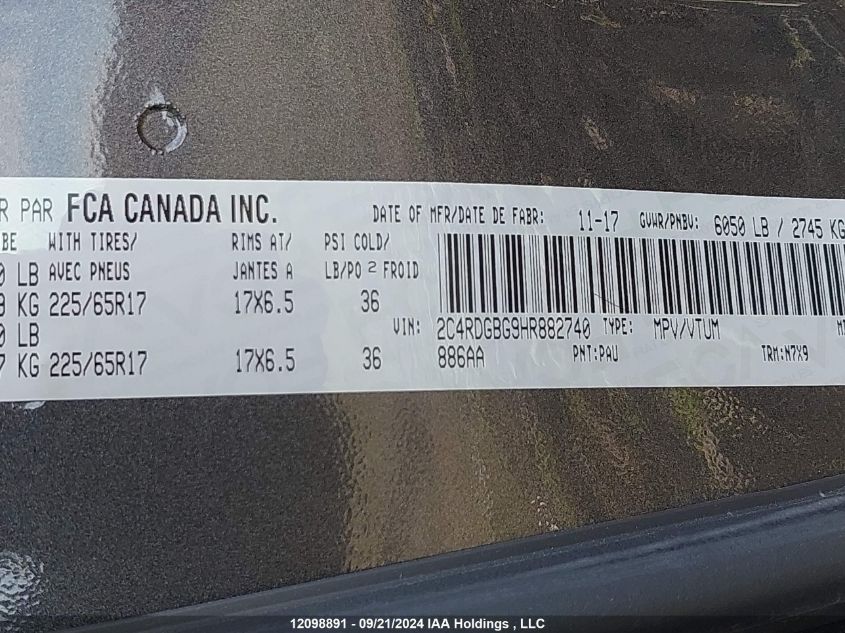 R PAR FCA CANADA INC. DATE OF MFR/DATE DE FABR: 11-17 GVWR/PNBV: 6050 LB / 2745 KG
BE WITH TIRES/ RIMS AT/ PSI COLD/
0 LB AVEC PNEUS JANTES A LB/PO 2 FROID
KG 225/65R17 17X6.5 36
0 LB VIN: 2C4RDGBG9HR882740 TYPE: MPV/VTUM
7 KG 225/65R17 17X6.5 36 886AA PNT:PAU TRM:N7X9
12098891 - 09/21/2024 IAA Holdings , LLC